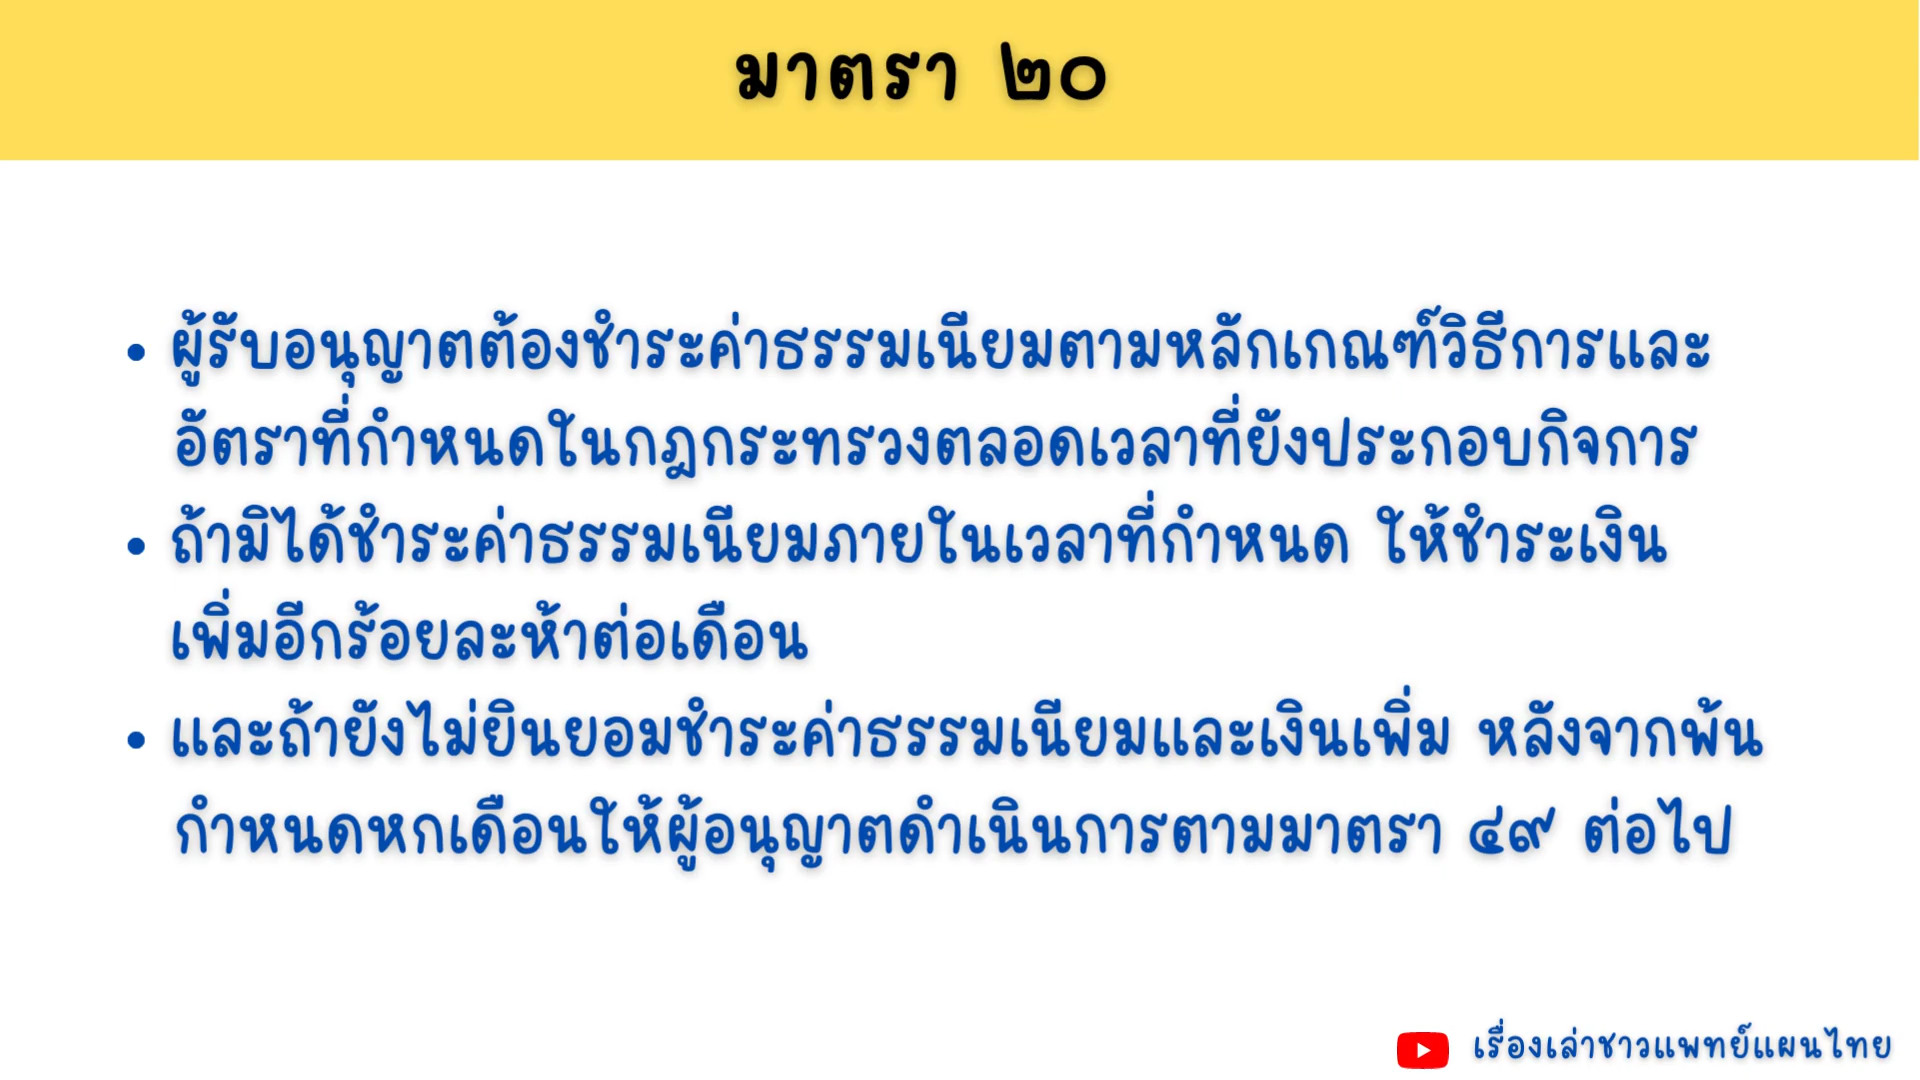 มาตรา ๒๐
• ผู้รับอนุญาตต้องชำระค่าธรรมเนียมตามหลักเกณฑ์วิธีการและ
อัตราที่กำหนดในกฎกระทรวงตลอดเวลาที่ยังประกอบกิจการ
• ถ้ามิได้ชำระค่าธรรมเนียมภายในเวลาที่กำหนด ให้ชำระเงิน
เพิ่มอีกร้อยละห้าต่อเดือน
• และถ้ายังไม่ยินยอมชำระค่าธรรมเนียมและเงินเพิ่ม หลังจากพ้น
กำหนดหกเดือนให้ผู้อนุญาตดำเนินการตามมาตรา ๔๙ ต่อไป
เรื่องเล่าชาวแพทย์แผนไทย